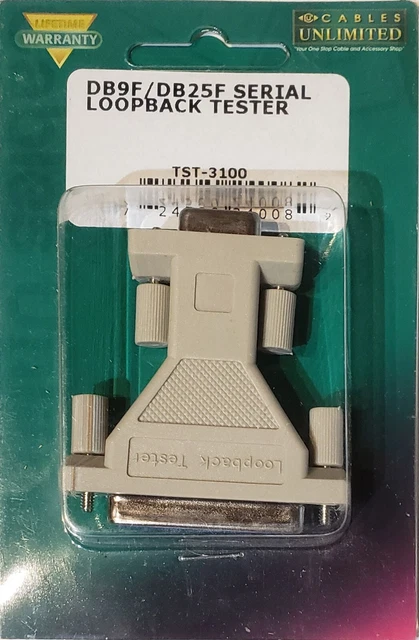 LIFETIME
WARRANTY
CABLES
UNLIMITED
"Your One Stop Cable and Accessory Shop"
DB9F/DB25F SERIAL
LOOPBACK TESTER
TST-3100
Loopback Tester